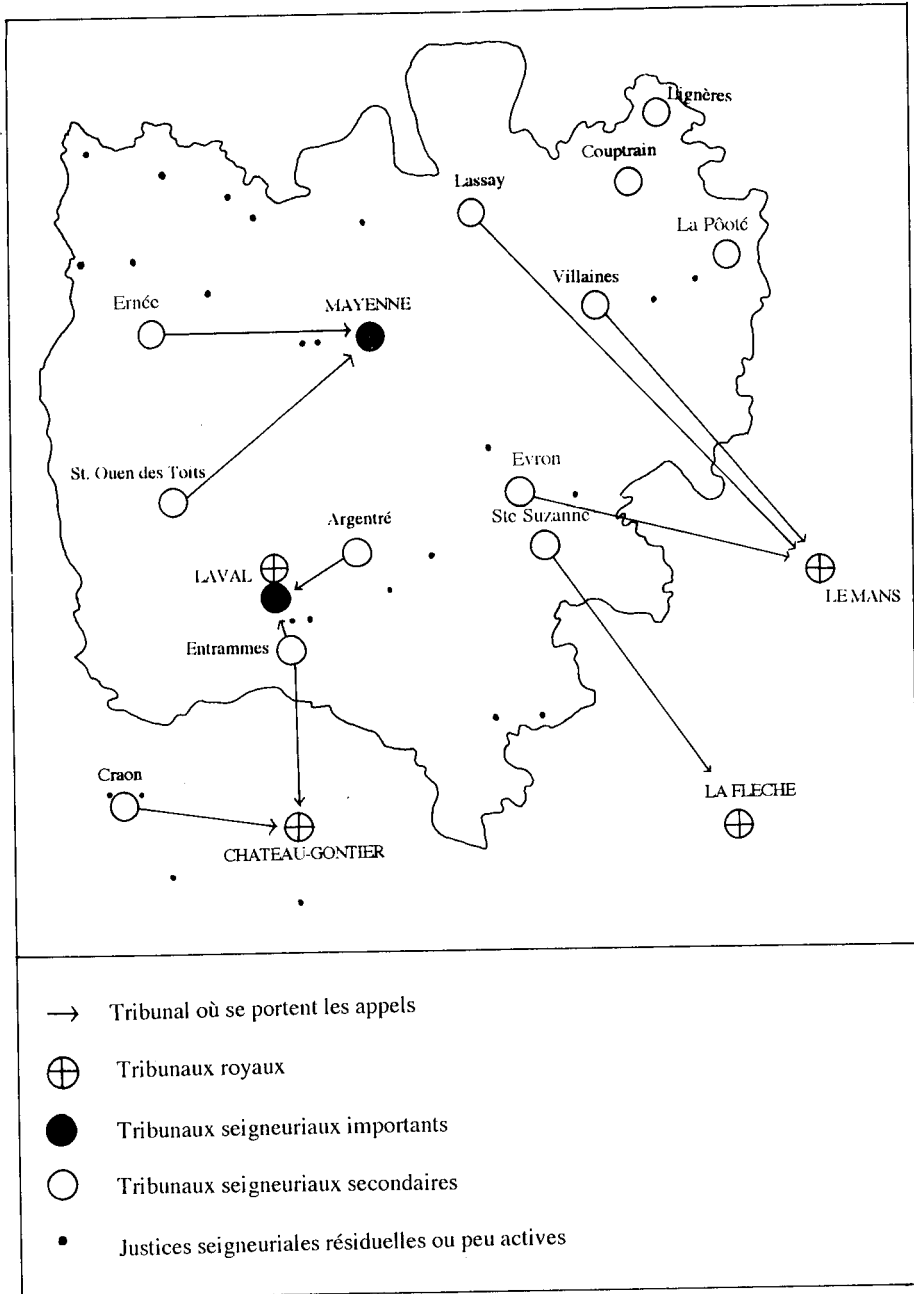 Lignères
Couptrain
Lassay
La Pôoté
Villaines
Ernée
MAYENNE
St. Ouen des Toits
Evron
Argentré
Ste Suzanne
LAVAL
LE MANS
Entrammes
Craon
LA FLECHE
CHATEAU-GONTIER
Tribunal où se portent les appels
Tribunaux royaux
Tribunaux seigneuriaux importants
Tribunaux seigneuriaux secondaires
Justices seigneuriales résiduelles ou peu actives